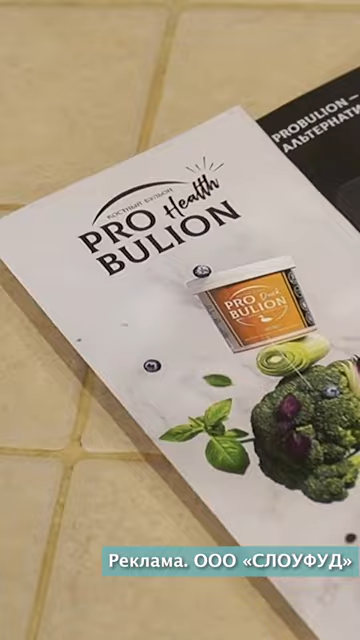 PROBULION —
АЛЬТЕРНАТИ
КОСТНЫЙ БУЛЬОН
PRO Health
BULION
PRO Duck
BULION
Реклама. ООО «СЛОУФУД»